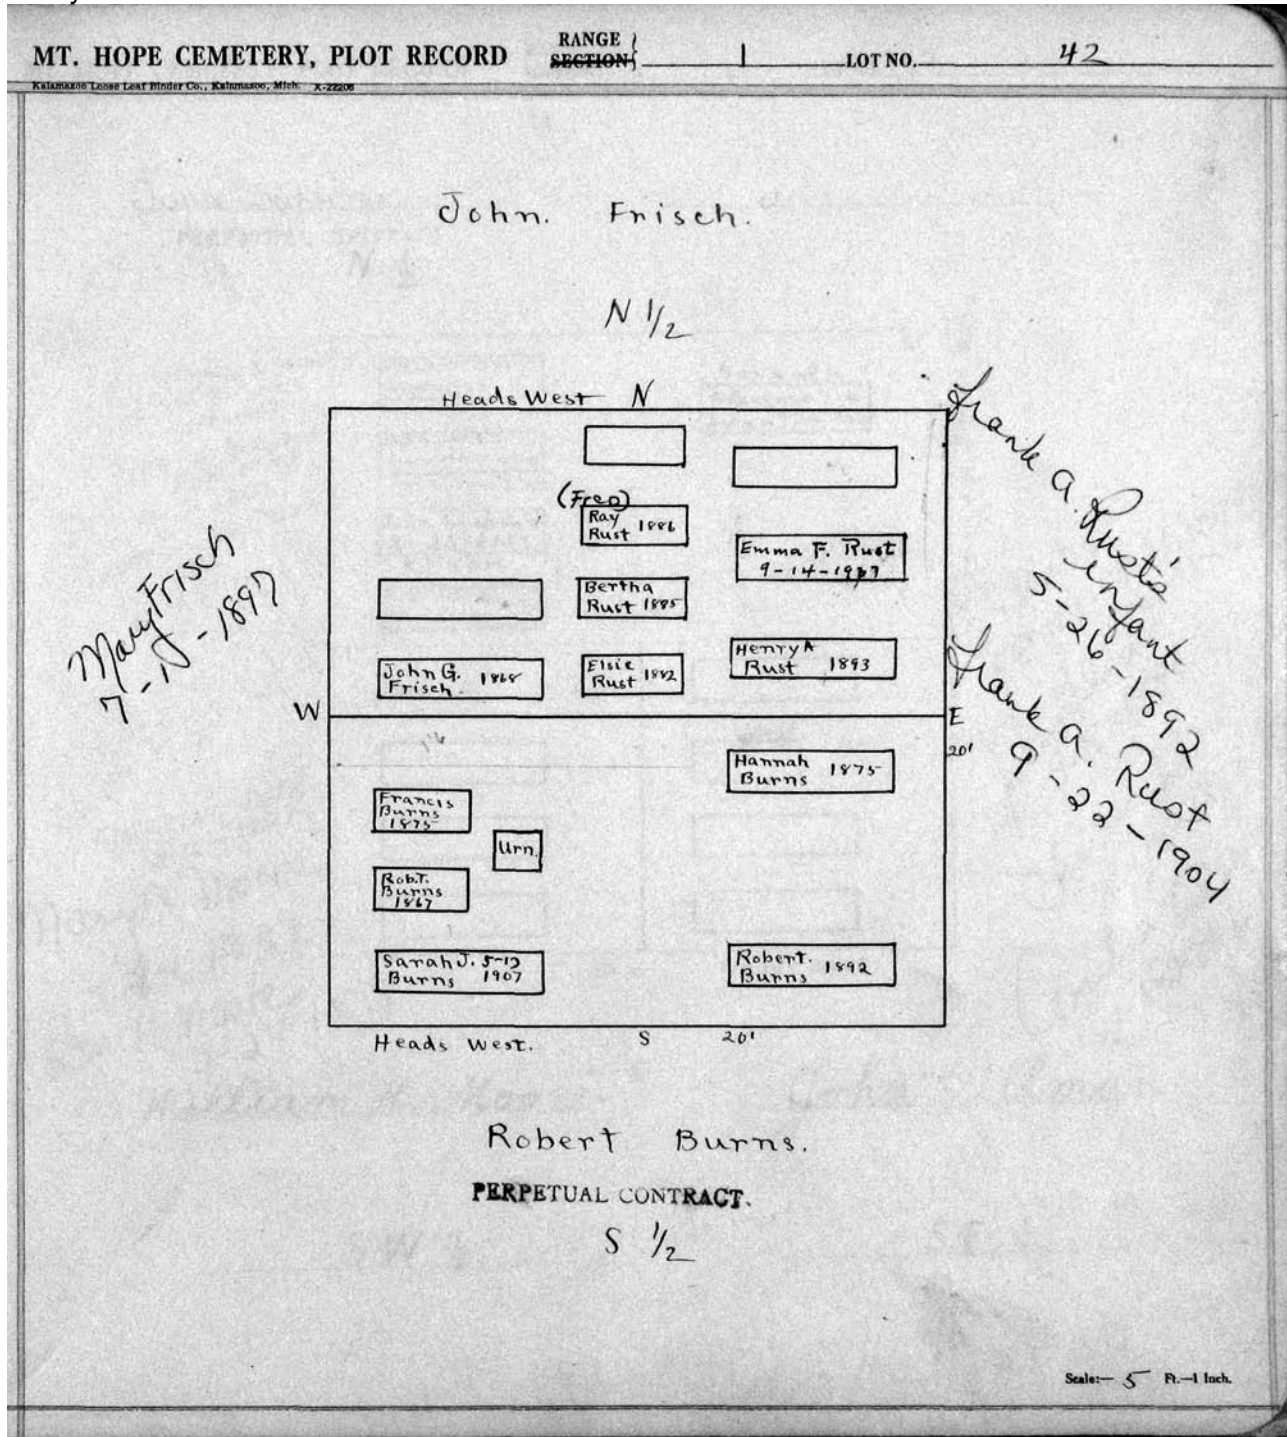 MT. HOPE CEMETERY, PLOT RECORD RANGE SECTION 1 LOT NO. 42
Kalamazoo Loose Leaf Binder Co., Kalamazoo, Mich. X-22206
John. Frisch.
N 1/2
Heads West N
(Fred)
Ray
Rust 1886
Emma F. Rust
Bertha
Rust 1885
John G.
Frisch. 1868
Elsie
Rust 1882
Henry A
Rust 1893
Mary Frisch
Frank A. Rust's
infant
5-26-1892
Frank A. Rust
9-22-1904
W
E
20'
Hannah
Burns 1875
Francis
Burns
1875
Urn.
Rob.T.
Burns
1867
Sarah J.
Burns 1907
Robert.
Burns 1892
Heads West. S 20'
Robert Burns.
PERPETUAL CONTRACT.
S 1/2
Scale:— 5 Ft.—1 Inch.